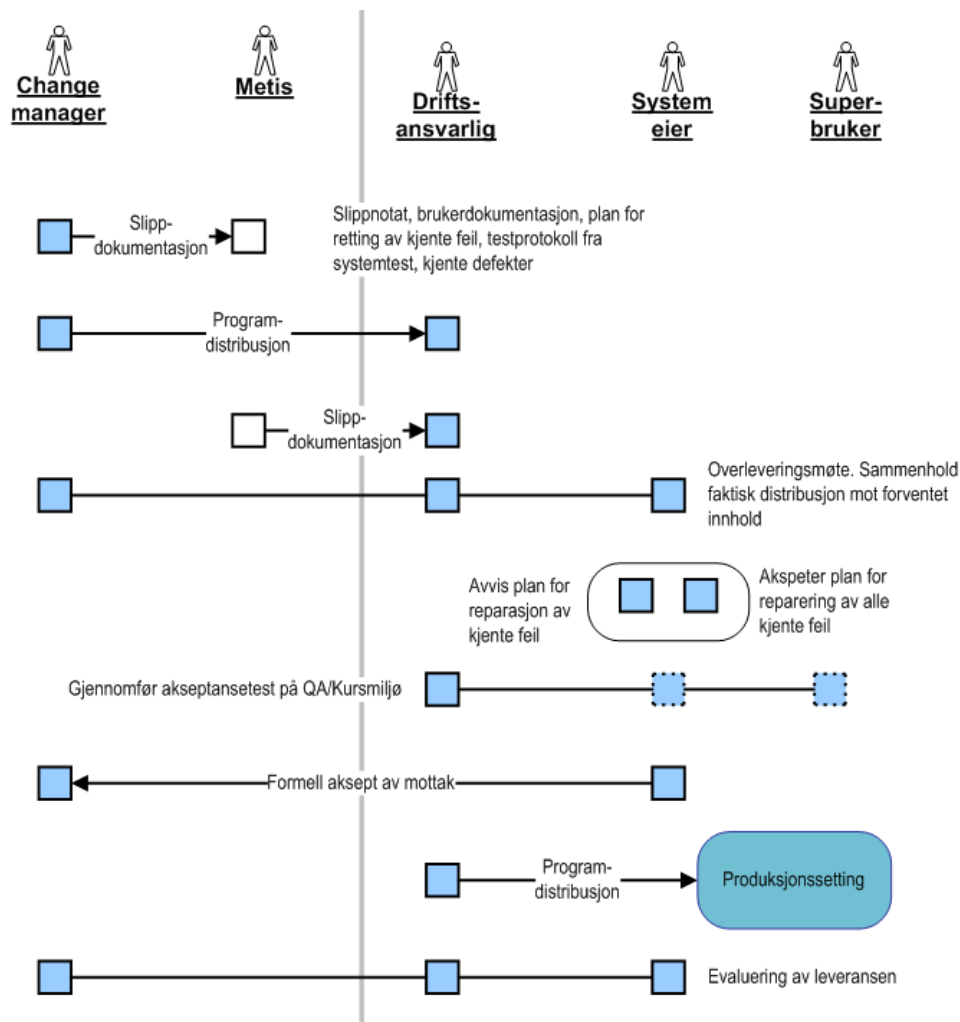 Change
manager
Metis
Drifts-
ansvarlig
System
eier
Super-
bruker
Slipp-
dokumentasjon
Slippnotat, brukerdokumentasjon, plan for
retting av kjente feil, testprotokoll fra
systemtest, kjente defekter
Program-
distribusjon
Slipp-
dokumentasjon
Overleveringsmøte. Sammenhold
faktisk distribusjon mot forventet
innhold
Avvis plan for
reparasjon av
kjente feil
Akspeter plan for
reparering av alle
kjente feil
Gjennomfør akseptansetest på QA/Kursmiljø
Formell aksept av mottak
Program-
distribusjon
Produksjonssetting
Evaluering av leveransen